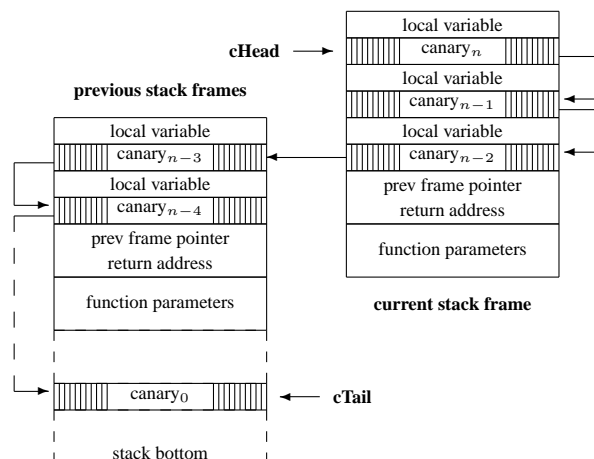 local variable
cHead
canary_n
local variable
previous stack frames
canary_{n−1}
local variable
local variable
canary_{n−3}
canary_{n−2}
local variable
prev frame pointer
canary_{n−4}
return address
prev frame pointer
return address
function parameters
function parameters
current stack frame
canary_0
cTail
stack bottom